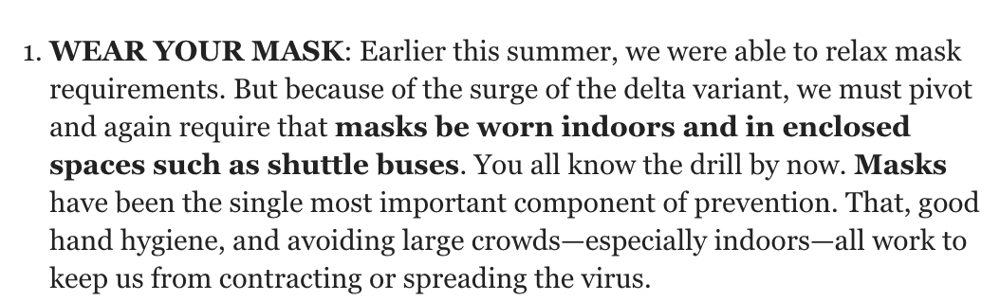 1. WEAR YOUR MASK: Earlier this summer, we were able to relax mask
requirements. But because of the surge of the delta variant, we must pivot
and again require that masks be worn indoors and in enclosed
spaces such as shuttle buses. You all know the drill by now. Masks
have been the single most important component of prevention. That, good
hand hygiene, and avoiding large crowds—especially indoors—all work to
keep us from contracting or spreading the virus.